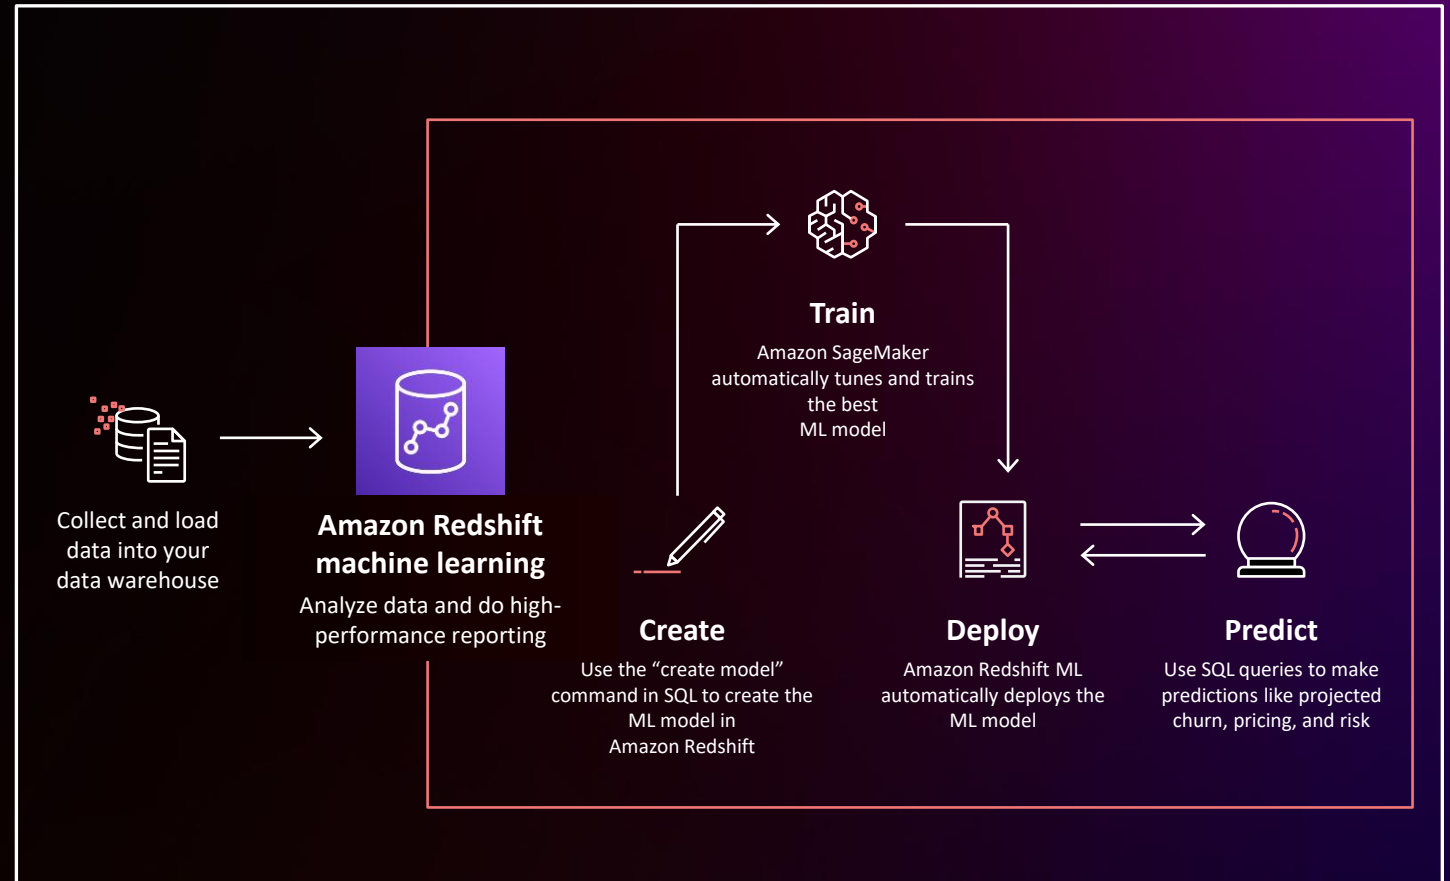 Collect and load
data into your
data warehouse
Amazon Redshift
machine learning
Analyze data and do high-
performance reporting
Create
Use the “create model”
command in SQL to create the
ML model in
Amazon Redshift
Train
Amazon SageMaker
automatically tunes and trains
the best
ML model
Deploy
Amazon Redshift ML
automatically deploys the
ML model
Predict
Use SQL queries to make
predictions like projected
churn, pricing, and risk